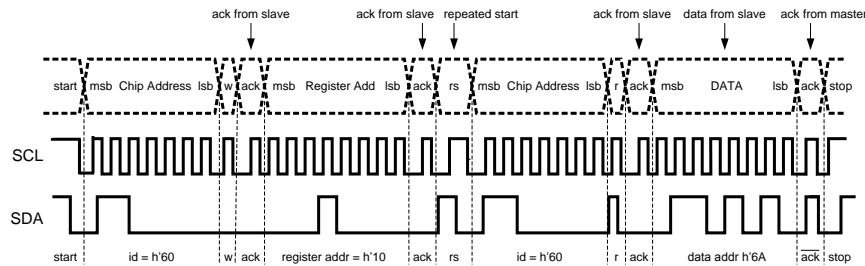 ack from slave ack from slave repeated start ack from slave data from slave ack from master
start msb Chip Address lsb w ack msb Register Add lsb ack rs msb Chip Address lsb r ack msb DATA lsb ack stop
SCL
SDA
start id = h'60 w ack register addr = h'10 ack rs id = h'60 r ack data addr h'6A ack stop